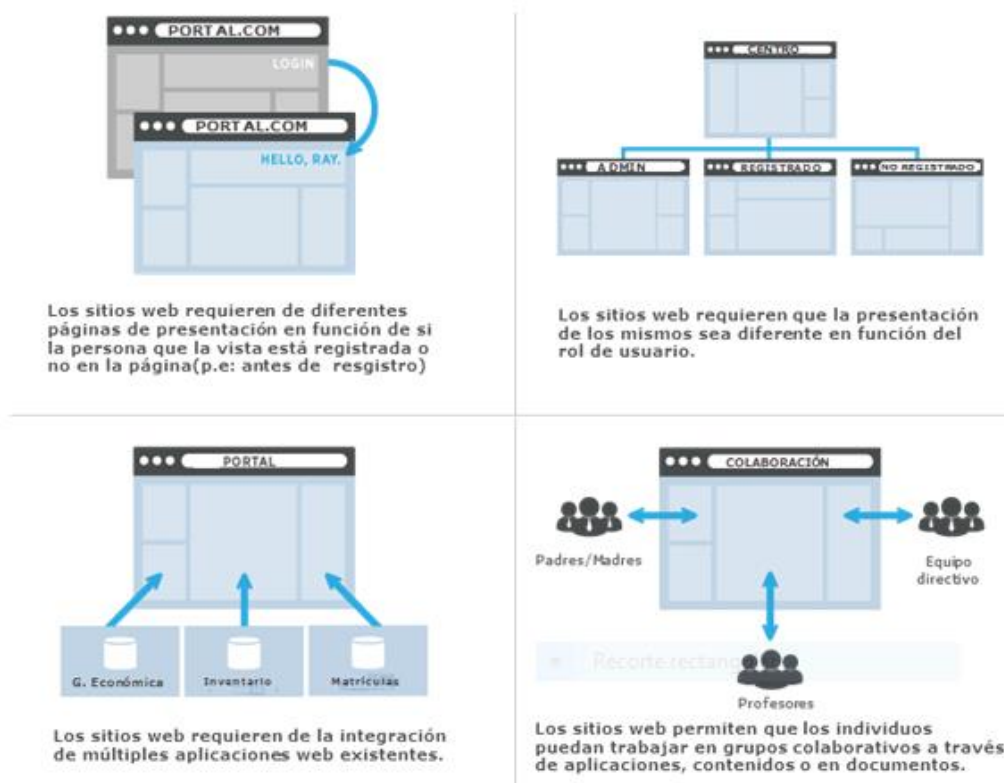 PORTAL.COM
LOGIN
PORTAL.COM
HELLO, RAY.
Los sitios web requieren de diferentes
páginas de presentación en función de si
la persona que la vista está registrada o
no en la página(p.e: antes de resgistro)
CENTRO
ADMIN
REGISTRADO
NO REGISTRADO
Los sitios web requieren que la presentación
de los mismos sea diferente en función del
rol de usuario.
PORTAL
G. Económica
Inventario
Matrículas
Los sitios web requieren de la integración
de múltiples aplicaciones web existentes.
COLABORACIÓN
Padres/Madres
Equipo
directivo
Recorte
Profesores
Los sitios web permiten que los individuos
puedan trabajar en grupos colaborativos a través
de aplicaciones, contenidos o en documentos.